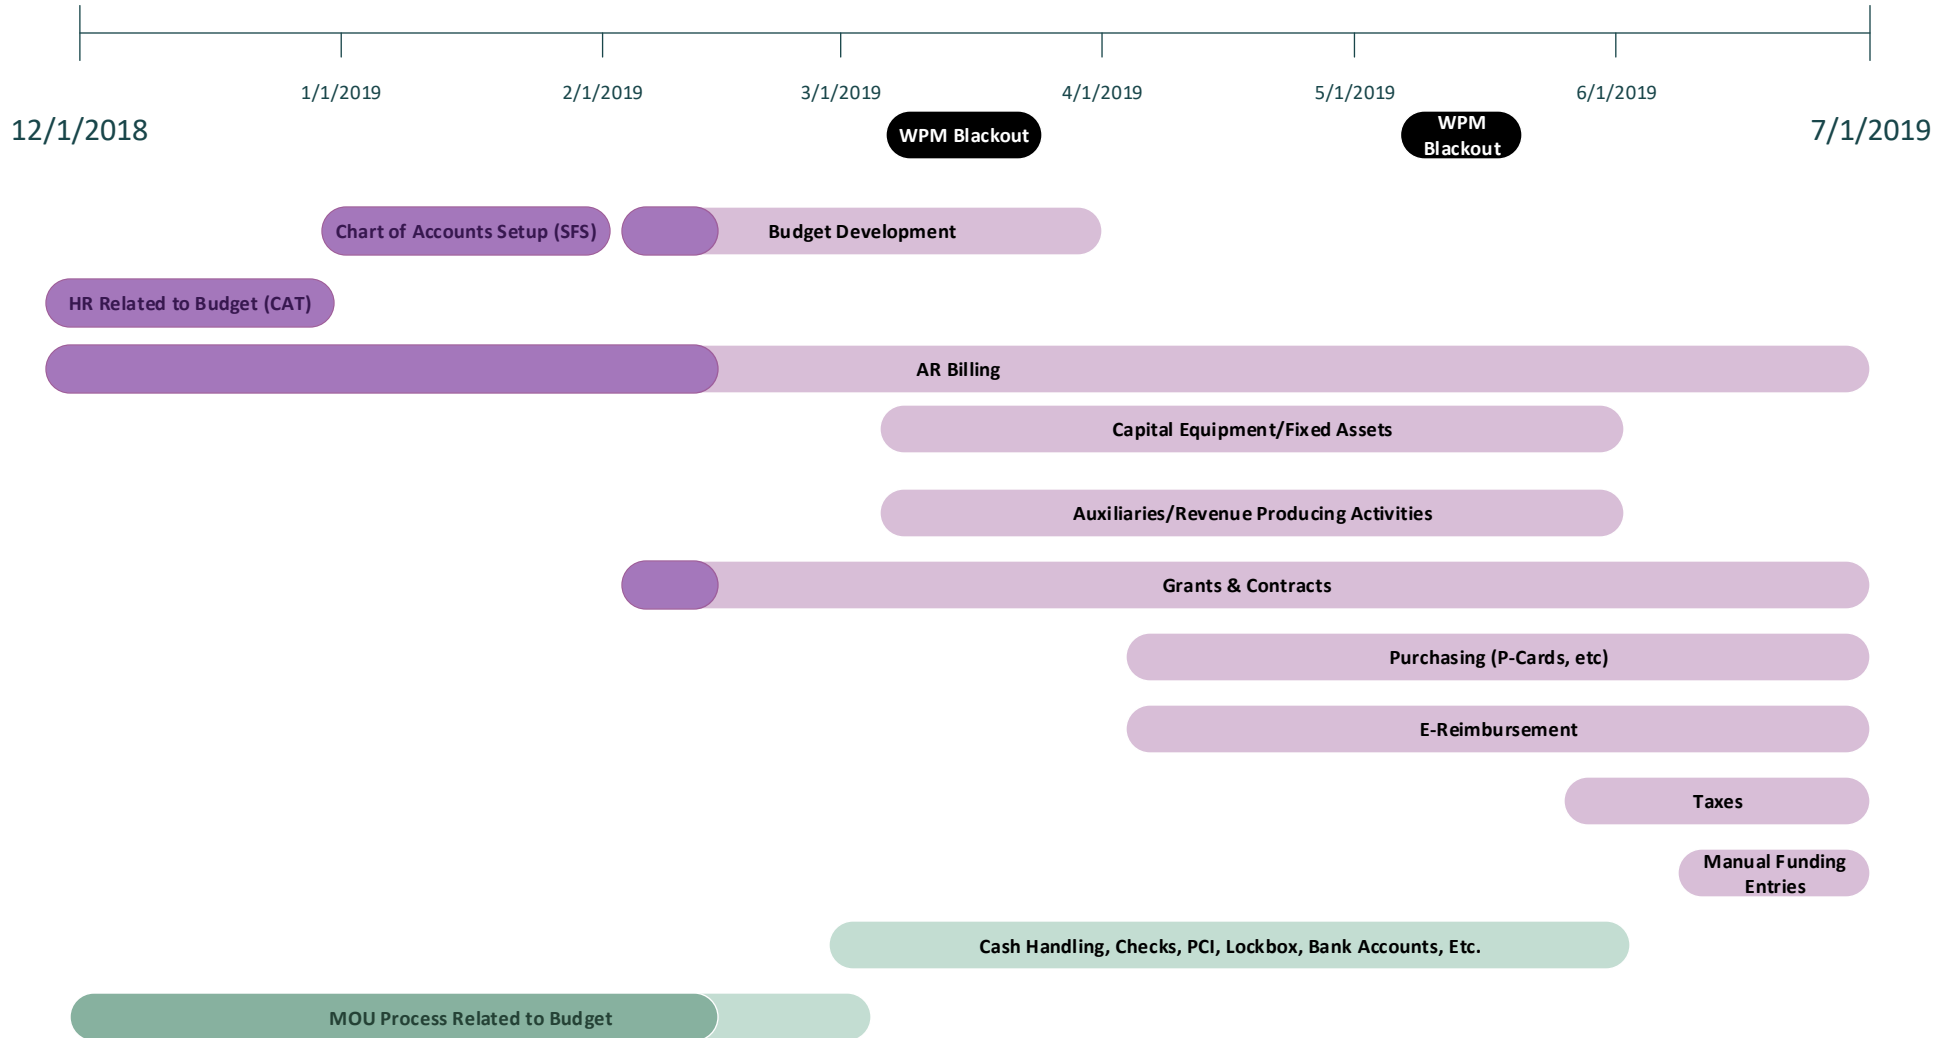 1/1/2019
2/1/2019
3/1/2019
4/1/2019
5/1/2019
6/1/2019
12/1/2018
7/1/2019
WPM Blackout
WPM
Blackout
Chart of Accounts Setup (SFS)
Budget Development
HR Related to Budget (CAT)
AR Billing
Capital Equipment/Fixed Assets
Auxiliaries/Revenue Producing Activities
Grants & Contracts
Purchasing (P-Cards, etc)
E-Reimbursement
Taxes
Manual Funding
Entries
Cash Handling, Checks, PCI, Lockbox, Bank Accounts, Etc.
MOU Process Related to Budget